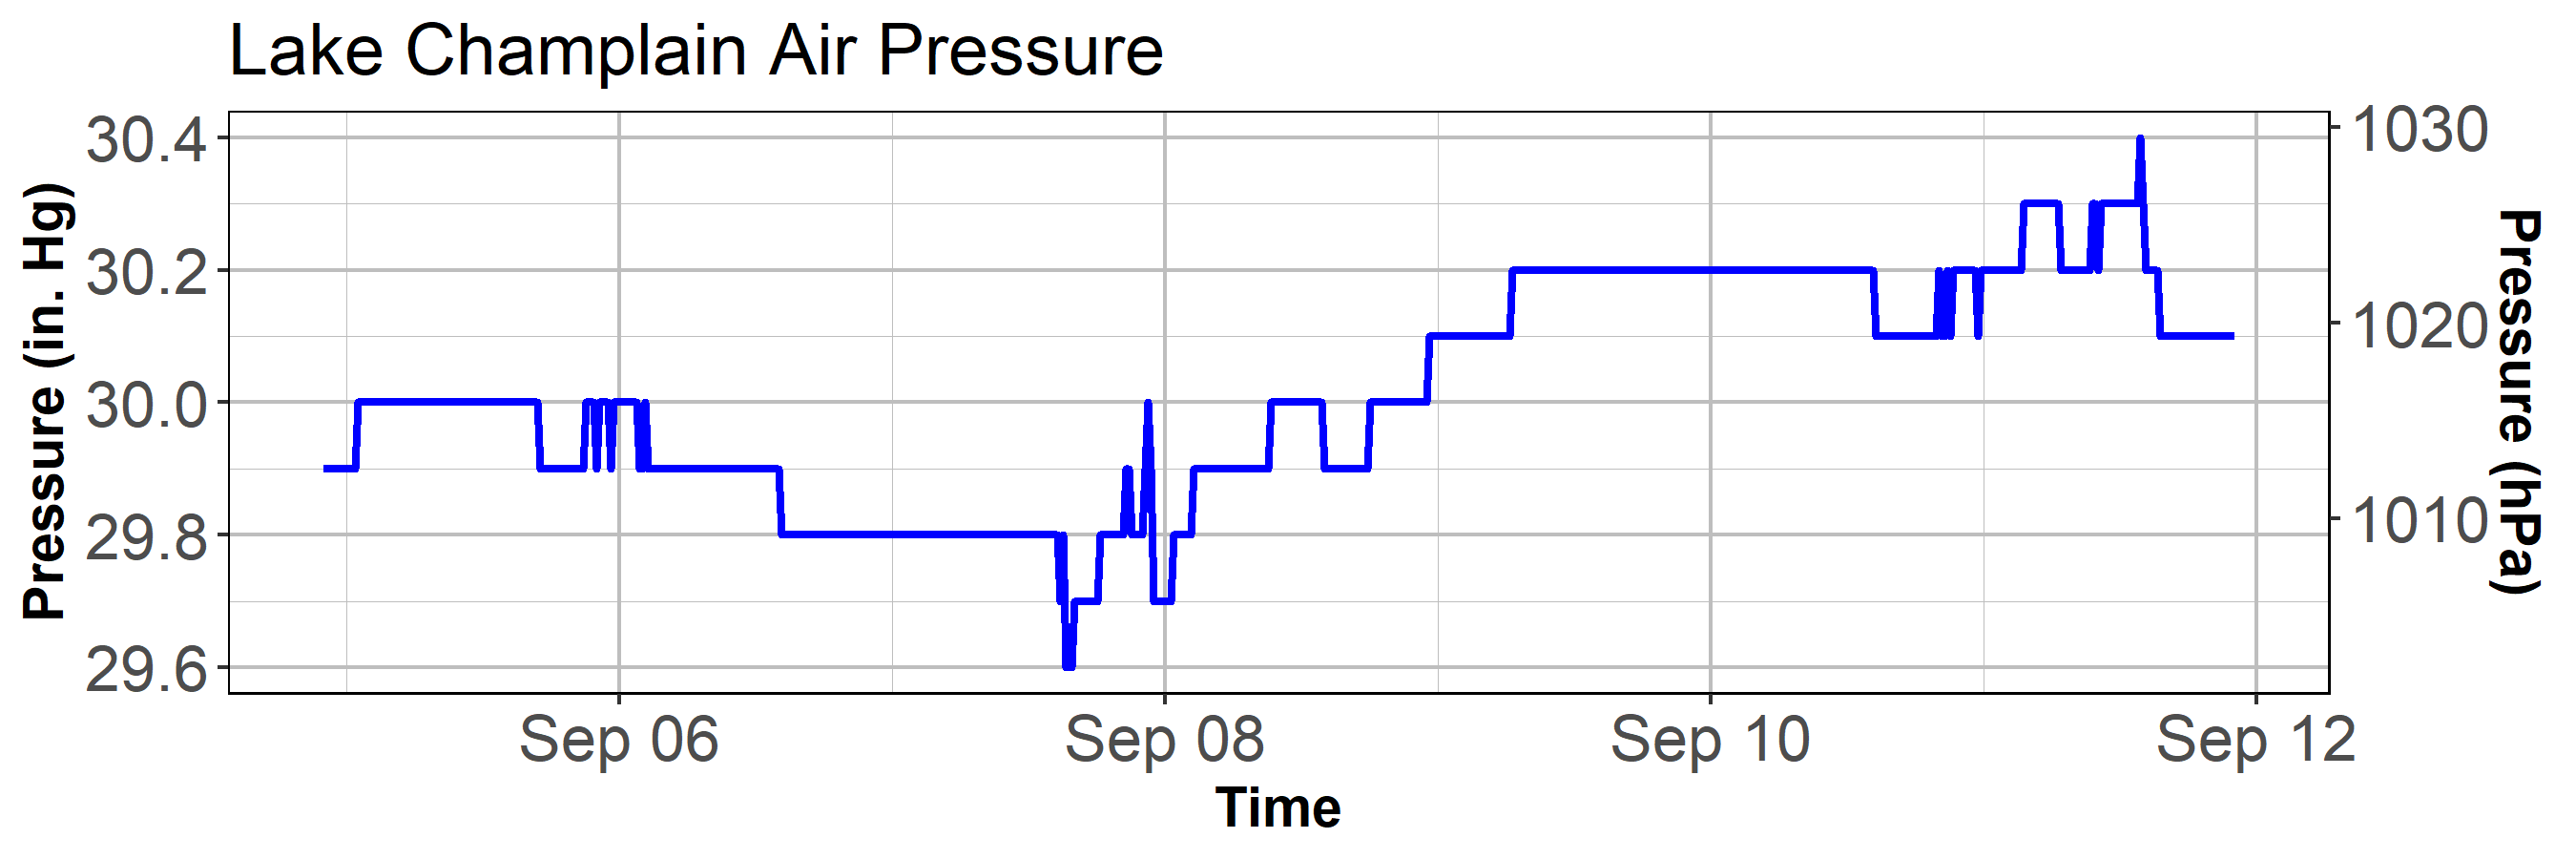 Lake Champlain Air Pressure
Pressure (in. Hg)
30.4
30.2
30.0
29.8
29.6
1030
1020
1010
Pressure (hPa)
Sep 06
Sep 08
Sep 10
Sep 12
Time